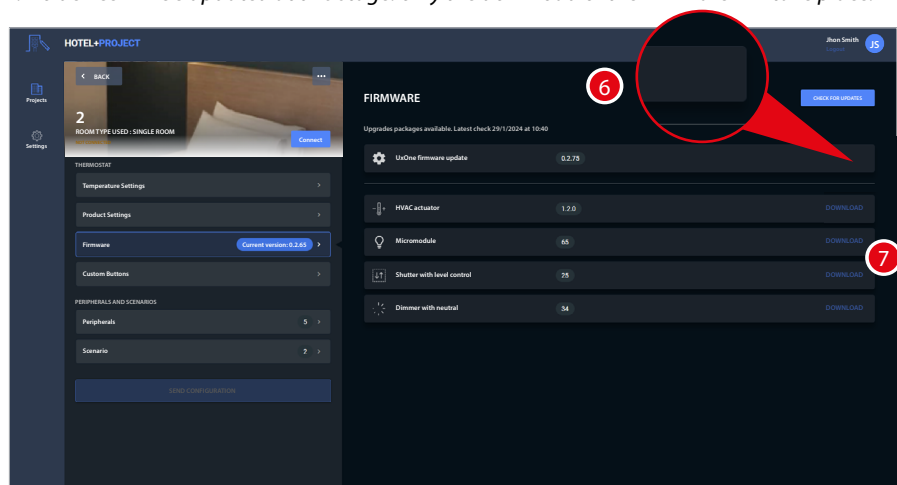 HOTEL+PROJECT
Jhon Smith
Logout
JS
Projects
Settings
BACK
2
ROOM TYPE USED : SINGLE ROOM
Connect
THERMOSTAT
Temperature Settings
Product Settings
Firmware
Current version: 0.2.65
Custom Buttons
PERIPHERALS AND SCENARIOS
Peripherals
5
Scenario
2
SEND CONFIGURATION
6
FIRMWARE
CHECK FOR UPDATES
Upgrades packages available. Latest check 29/1/2024 at 10:40
UxOne firmware update
0.2.78
HVAC actuator
1.2.0
DOWNLOAD
Micromodule
65
DOWNLOAD
7
Shutter with level control
28
DOWNLOAD
Dimmer with neutral
34
DOWNLOAD